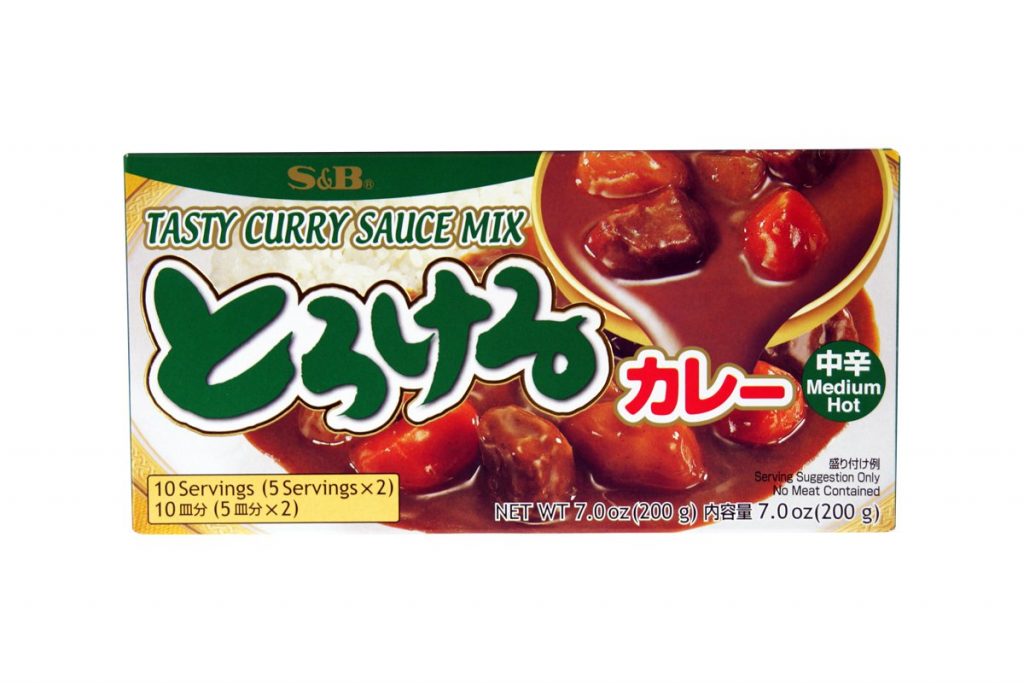 S&B®
TASTY CURRY SAUCE MIX
とろける
カレー
中辛
Medium
Hot
盛り付け例
Serving Suggestion Only
No Meat Contained
10 Servings (5 Servings×2)
10皿分 (5皿分×2)
NET WT 7.0 oz (200 g) 内容量 7.0 oz (200 g)